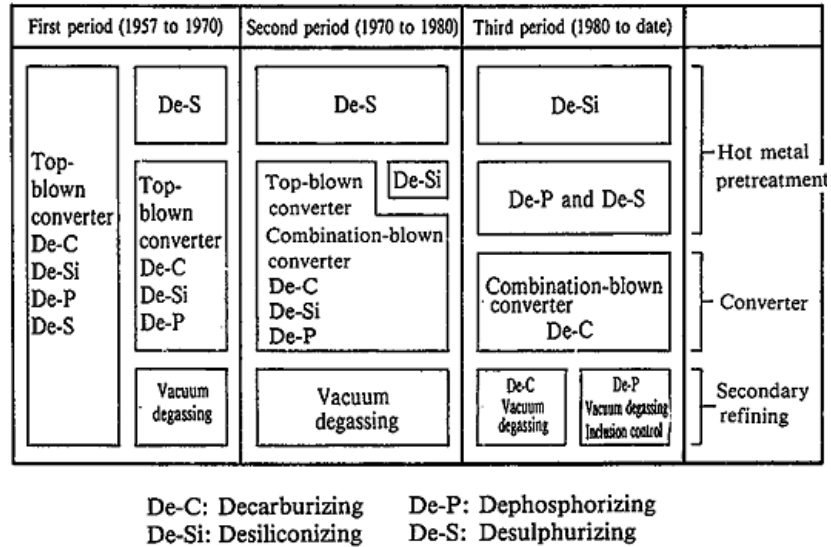 First period (1957 to 1970)
Second period (1970 to 1980)
Third period (1980 to date)
Top-
blown
converter
De-C
De-Si
De-P
De-S
De-S
Top-
blown
converter
De-C
De-Si
De-P
Vacuum
degassing
De-S
Top-blown
converter
De-Si
Combination-blown
converter
De-C
De-Si
De-P
Vacuum
degassing
De-Si
De-P and De-S
Combination-blown
converter
De-C
De-C
Vacuum
degassing
De-P
Vacuum degassing
Inclusion control
Hot metal
pretreatment
Converter
Secondary
refining
De-C: Decarburizing
De-P: Dephosphorizing
De-Si: Desiliconizing
De-S: Desulphurizing